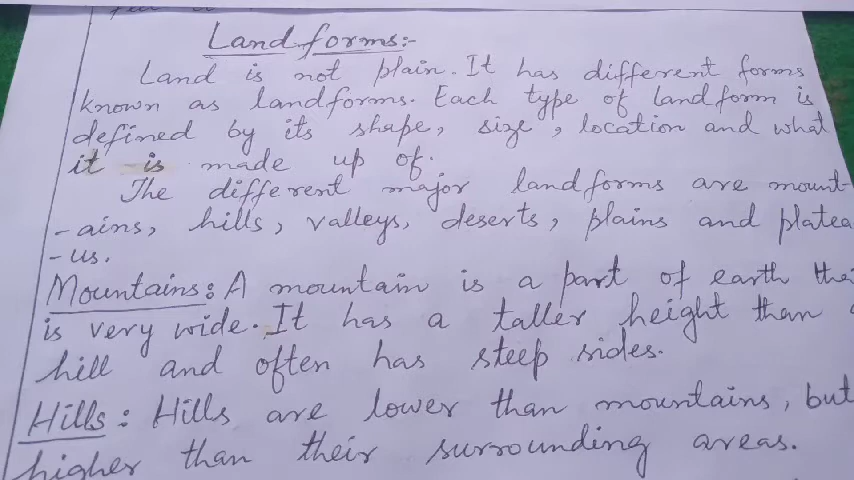 Landforms:-
Land is not plain. It has different forms
known as landforms. Each type of landform is
defined by its shape, size, location and what
it is made up of.
The different major landforms are mount-
-ains, hills, valleys, deserts, plains and platea
-us.
Mountains: A mountain is a part of earth
is very wide. It has a taller height than
hill and often has steep sides.
Hills: Hills are lower than mountains, but
higher than their surrounding areas.